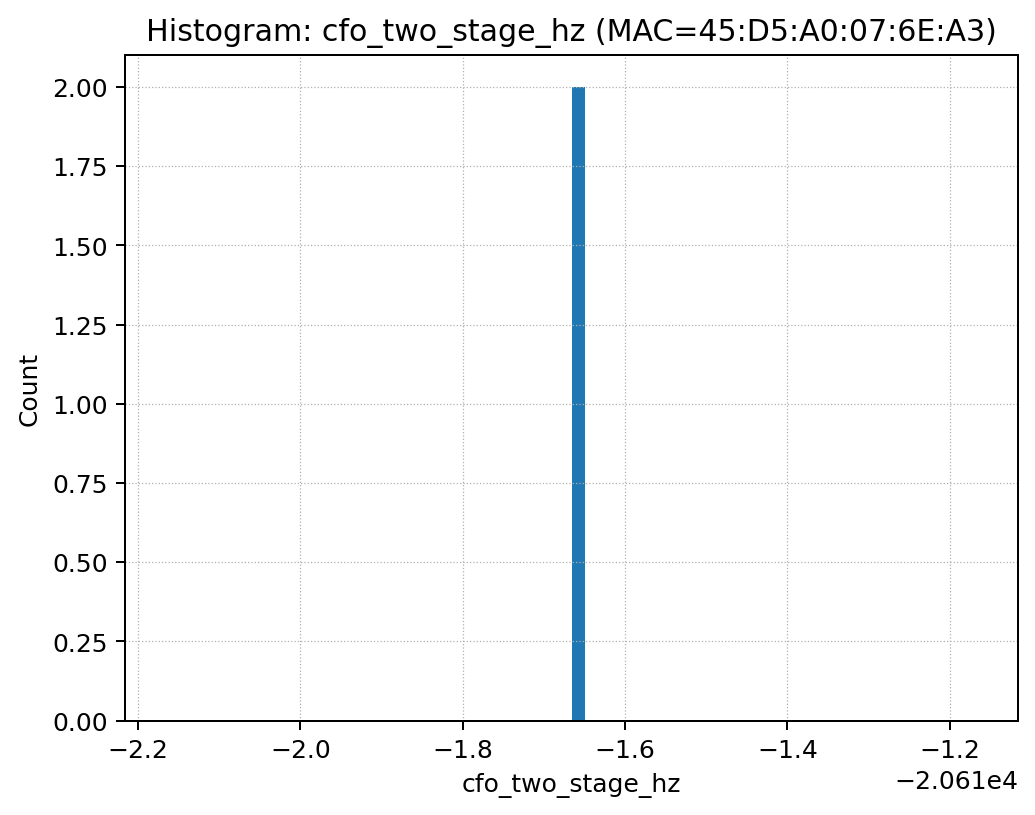 Histogram: cfo_two_stage_hz (MAC=45:D5:A0:07:6E:A3)
2.00
1.75
1.50
1.25
1.00
0.75
0.50
0.25
0.00
Count
−2.2 −2.0 −1.8 −1.6 −1.4 −1.2
cfo_two_stage_hz
−2.061e4